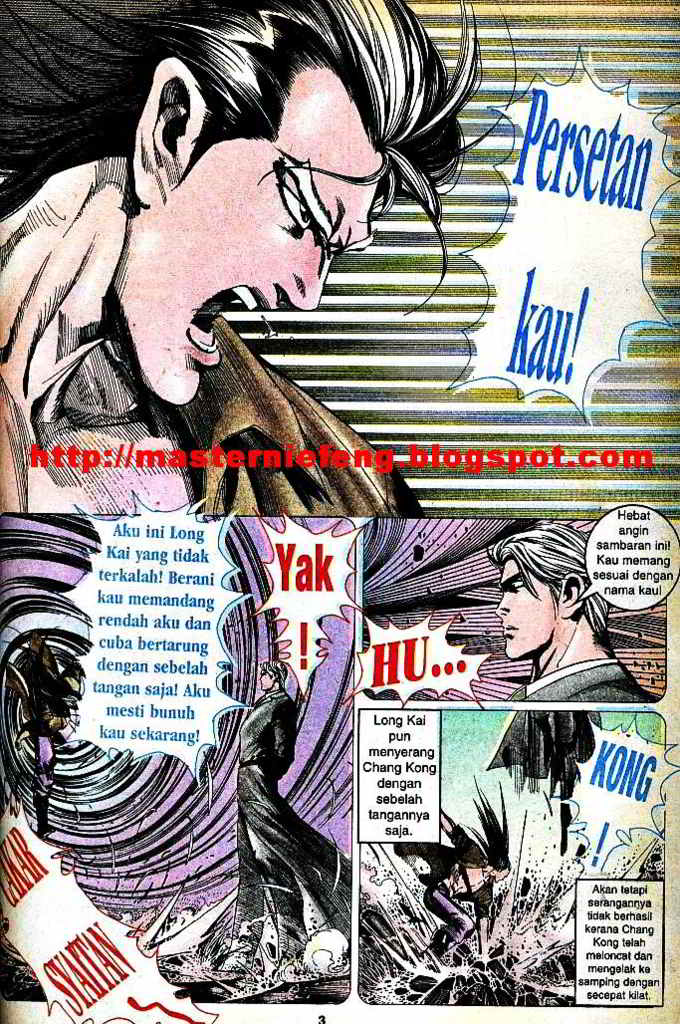 Persetan
kau!
http://masterniefeng.blogspot.com
Aku ini Long
Kai yang tidak
terkalah! Berani
kau memandang
rendah aku dan
cuba bertarung
dengan sebelah
tangan saja! Aku
mesti bunuh
kau sekarang!
Yak
!
Hebat
angin
sambaran ini!
Kau memang
sesuai dengan
nama kau!
HU...
Long Kai
pun
menyerang
Chang Kong
dengan
sebelah
tangannya
saja.
KONG
!
Akan tetapi
serangannya
tidak berhasil
kerana Chang
Kong telah
meloncat dan
mengelak ke
samping dengan
secepat kilat.
SYAITAN
3